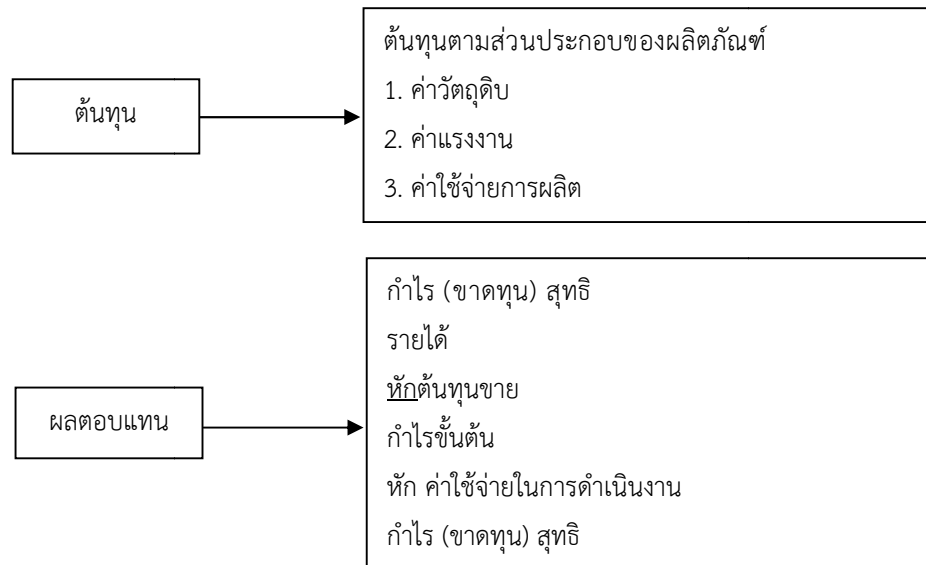 ต้นทุน
ต้นทุนตามส่วนประกอบของผลิตภัณฑ์
1. ค่าวัตถุดิบ
2. ค่าแรงงาน
3. ค่าใช้จ่ายการผลิต
ผลตอบแทน
กำไร (ขาดทุน) สุทธิ
รายได้
หักต้นทุนขาย
กำไรขั้นต้น
หัก ค่าใช้จ่ายในการดำเนินงาน
กำไร (ขาดทุน) สุทธิ